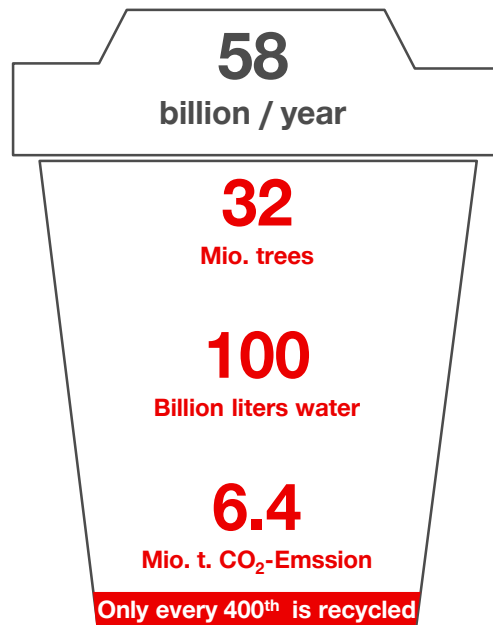 58
billion / year
32
Mio. trees
100
Billion liters water
6.4
Mio. t. CO₂-Emssion
Only every 400ᵗʰ is recycled